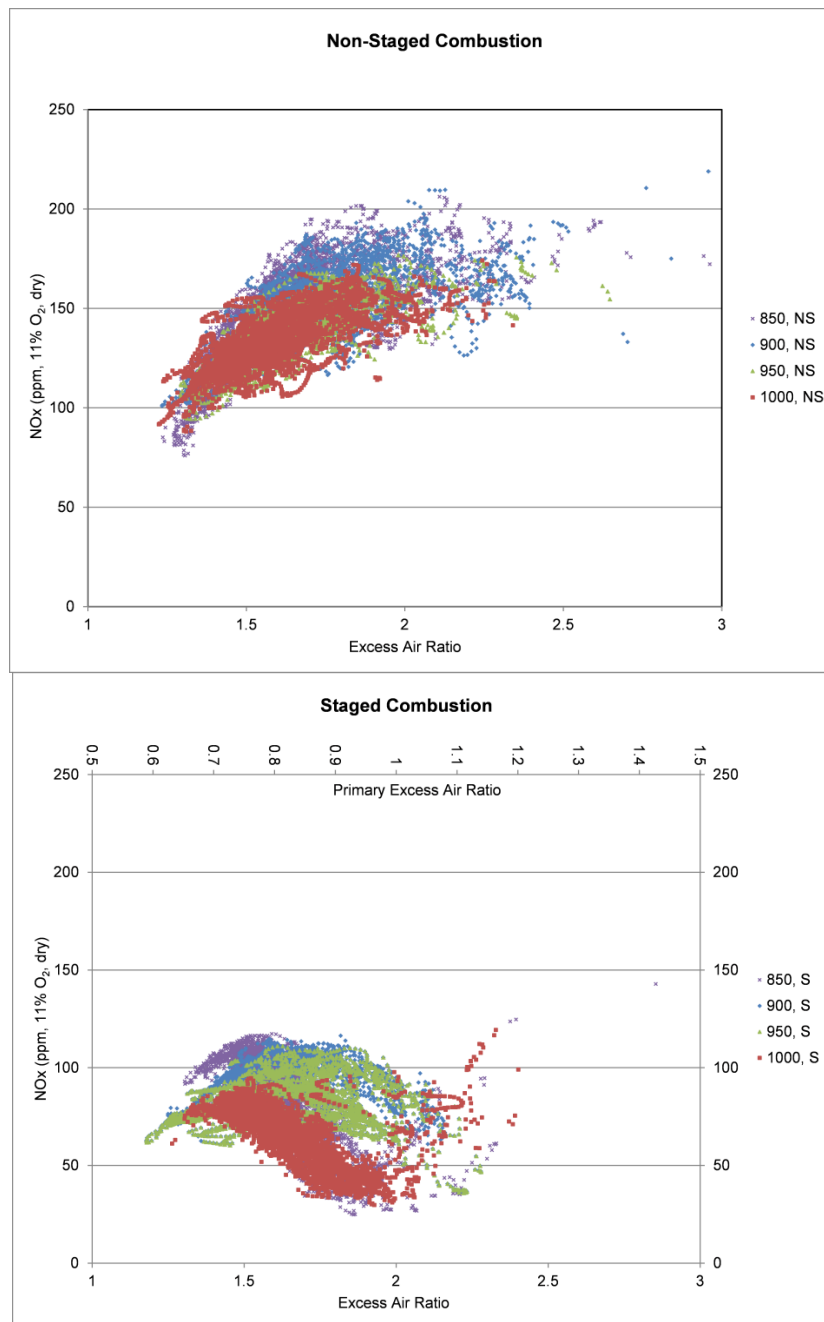 Non-Staged Combustion
250
200
150
100
50
0
NOx (ppm, 11% O₂, dry)
1 1.5 2 2.5 3
Excess Air Ratio
850, NS
900, NS
950, NS
1000, NS
Staged Combustion
0.5 0.6 0.7 0.8 0.9 1 1.1 1.2 1.3 1.4 1.5
Primary Excess Air Ratio
250 250
200 200
150 150
100 100
50 50
0 0
NOx (ppm, 11% O₂, dry)
1 1.5 2 2.5 3
Excess Air Ratio
850, S
900, S
950, S
1000, S